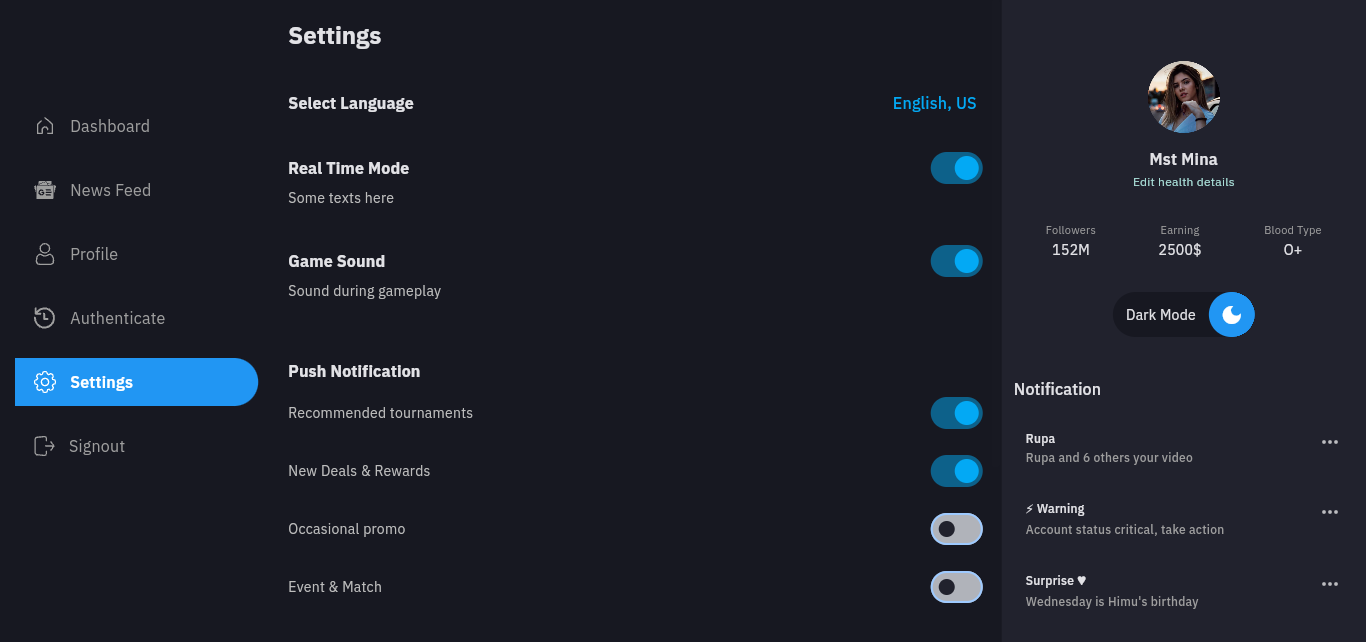 Settings
Dashboard
News Feed
Profile
Authenticate
Settings
Signout
Select Language
English, US
Real Time Mode
Some texts here
Game Sound
Sound during gameplay
Push Notification
Recommended tournaments
New Deals & Rewards
Occasional promo
Event & Match
Mst Mina
Edit health details
Followers Earning Blood Type
152M 2500$ O+
Dark Mode
Notification
Rupa
Rupa and 6 others your video
⚡ Warning
Account status critical, take action
Surprise ♥
Wednesday is Himu's birthday